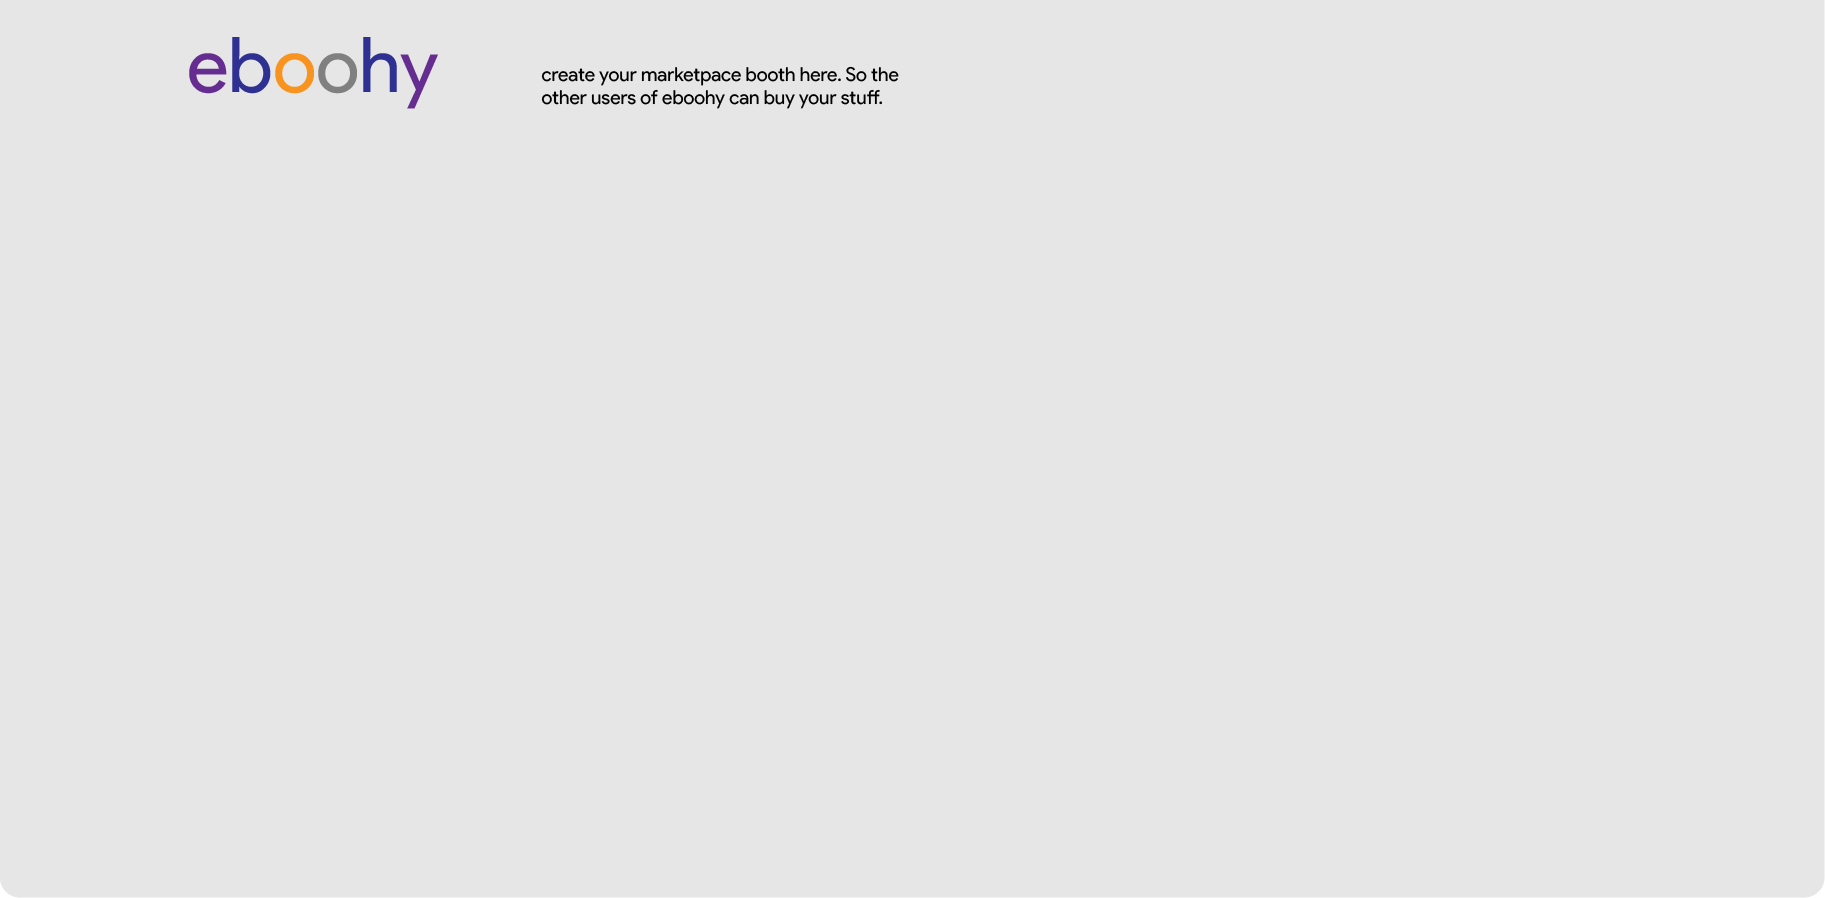 eboohy
create your marketpace booth here. So the
other users of eboohy can buy your stuff.